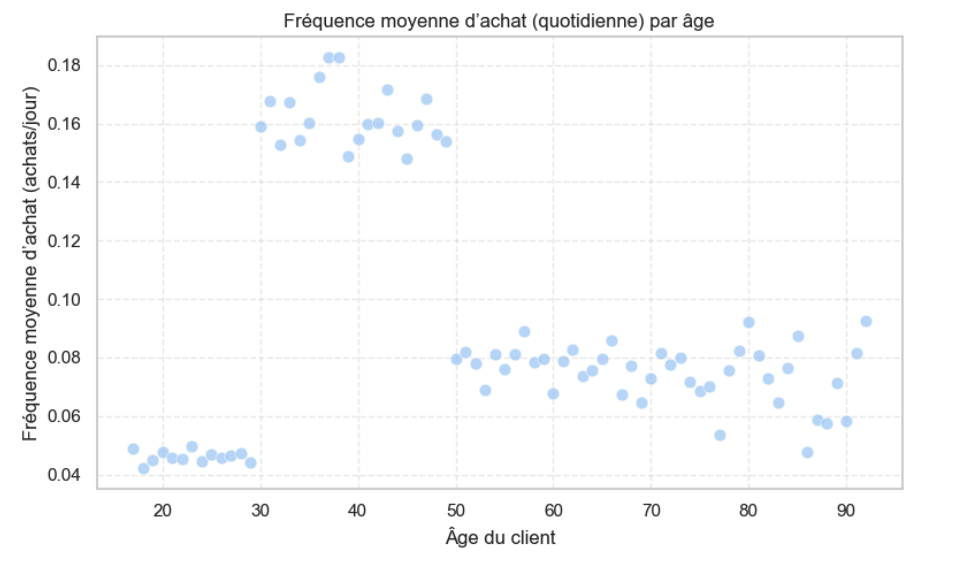 Fréquence moyenne d’achat (quotidienne) par âge
Fréquence moyenne d’achat (achats/jour)
0.18
0.16
0.14
0.12
0.10
0.08
0.06
0.04
20 30 40 50 60 70 80 90
Âge du client